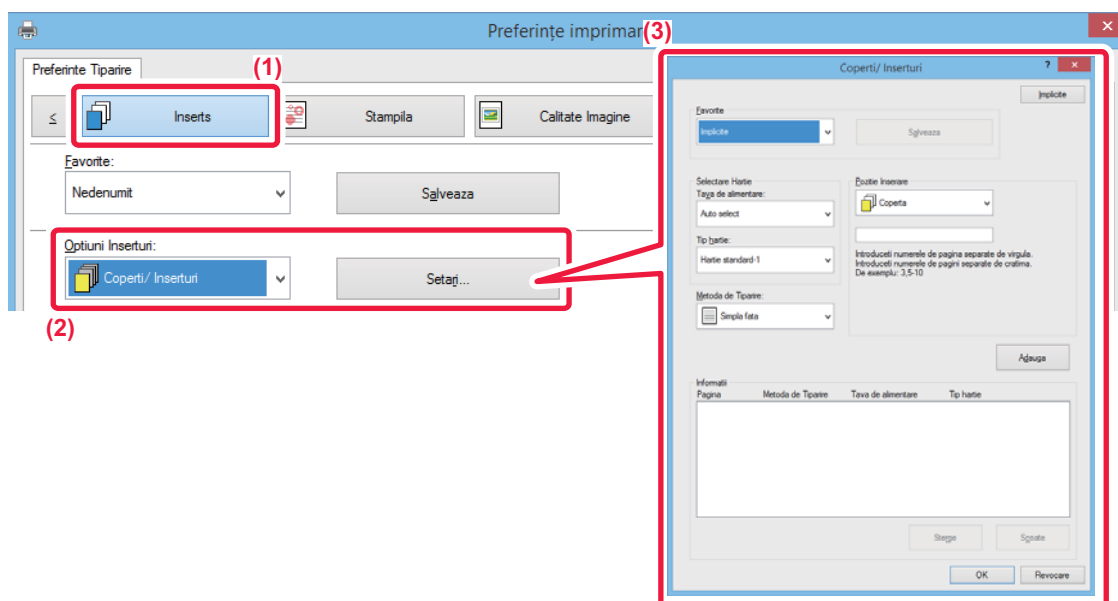 Preferințe imprimar
(3)
Preferinte Tiparire
(1)
<
Inserts
Stampila
Calitate Imagine
Favorite:
Nedenumit
Salveaza
Optiuni Inserturi:
Coperti/ Inserturi
Setari...
(2)
Coperti/ Inserturi
?
Implicite
Favorite
Implicite
Salveaza
Selectare Hartie
Tava de alimentare:
Auto select
Tip hartie:
Hartie standard-1
Metoda de Tiparire:
Simpla fata
Pozitie Inserare
Coperta
Introduceti numerele de pagina separate de virgula.
Introduceti numerele de pagini separate de cratima.
De exemplu: 3,5-10
Adauga
Informatii
Pagina Metoda de Tiparire Tava de alimentare Tip hartie
Sterge
Scoate
OK
Revocare